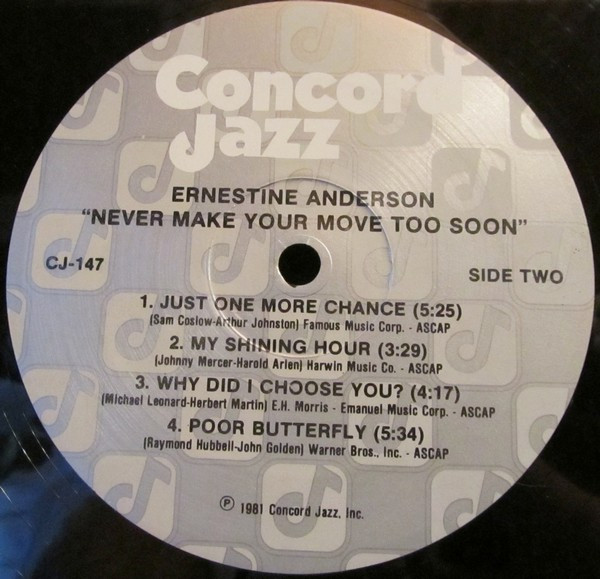 Concord
Jazz
ERNESTINE ANDERSON
“NEVER MAKE YOUR MOVE TOO SOON”
CJ-147
SIDE TWO
1. JUST ONE MORE CHANCE (5:25)
(Sam Coslow-Arthur Johnston) Famous Music Corp. - ASCAP
2. MY SHINING HOUR (3:29)
(Johnny Mercer-Harold Arlen) Harwin Music Co. - ASCAP
3. WHY DID I CHOOSE YOU? (4:17)
(Michael Leonard-Herbert Martin) E.H. Morris - Emanuel Music Corp. - ASCAP
4. POOR BUTTERFLY (5:34)
(Raymond Hubbell-John Golden) Warner Bros., Inc. - ASCAP
℗ 1981 Concord Jazz, Inc.